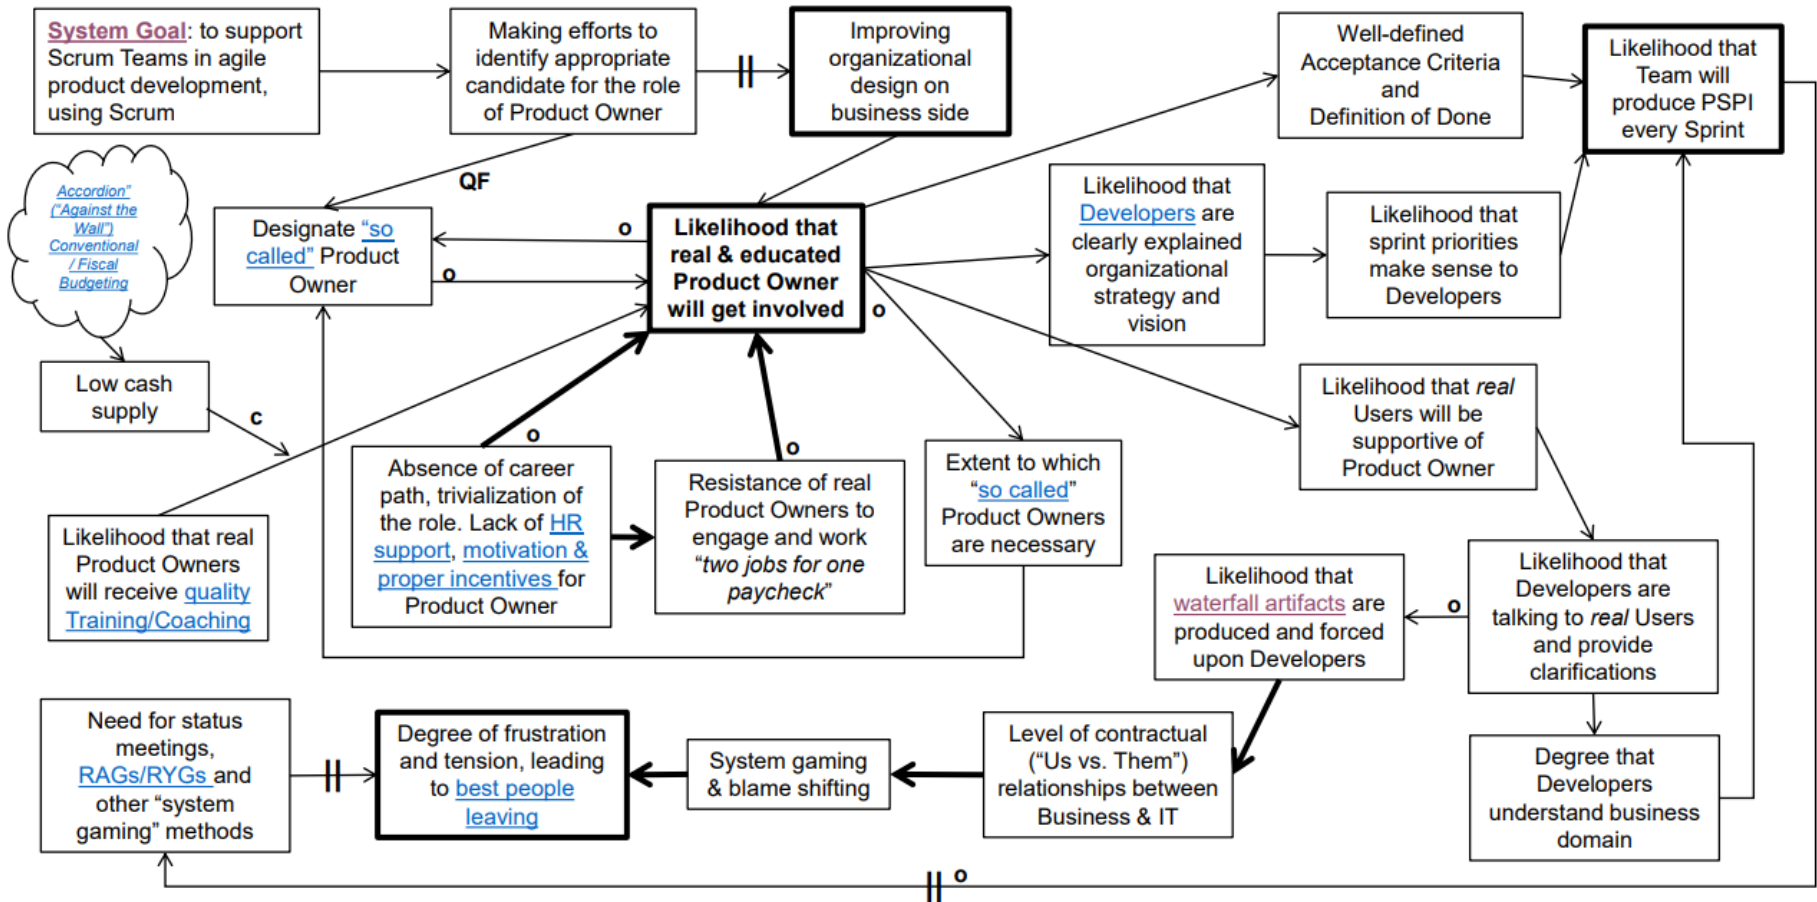 System Goal: to support
Scrum Teams in agile
product development,
using Scrum
Making efforts to
identify appropriate
candidate for the role
of Product Owner
||
Improving
organizational
design on
business side
Well-defined
Acceptance Criteria
and
Definition of Done
Likelihood that
Team will
produce PSPI
every Sprint
Accordion”
(“Against the
Wall”)
Conventional
/ Fiscal
Budgeting
QF
Designate “so
called” Product
Owner
o
o
Likelihood that
real & educated
Product Owner
will get involved
o
Likelihood that
Developers are
clearly explained
organizational
strategy and
vision
Likelihood that
sprint priorities
make sense to
Developers
Low cash
supply
c
Likelihood that real
Users will be
supportive of
Product Owner
Likelihood that real
Product Owners
will receive quality
Training/Coaching
o
Absence of career
path, trivialization of
the role. Lack of HR
support, motivation &
proper incentives for
Product Owner
o
Resistance of real
Product Owners to
engage and work
“two jobs for one
paycheck”
Extent to which
“so called”
Product Owners
are necessary
Likelihood that
waterfall artifacts are
produced and forced
upon Developers
o
Likelihood that
Developers are
talking to real Users
and provide
clarifications
Need for status
meetings,
RAGs/RYGs and
other “system
gaming” methods
||
Degree of frustration
and tension, leading
to best people
leaving
System gaming
& blame shifting
Level of contractual
(“Us vs. Them”)
relationships between
Business & IT
Degree that
Developers
understand business
domain
|| o